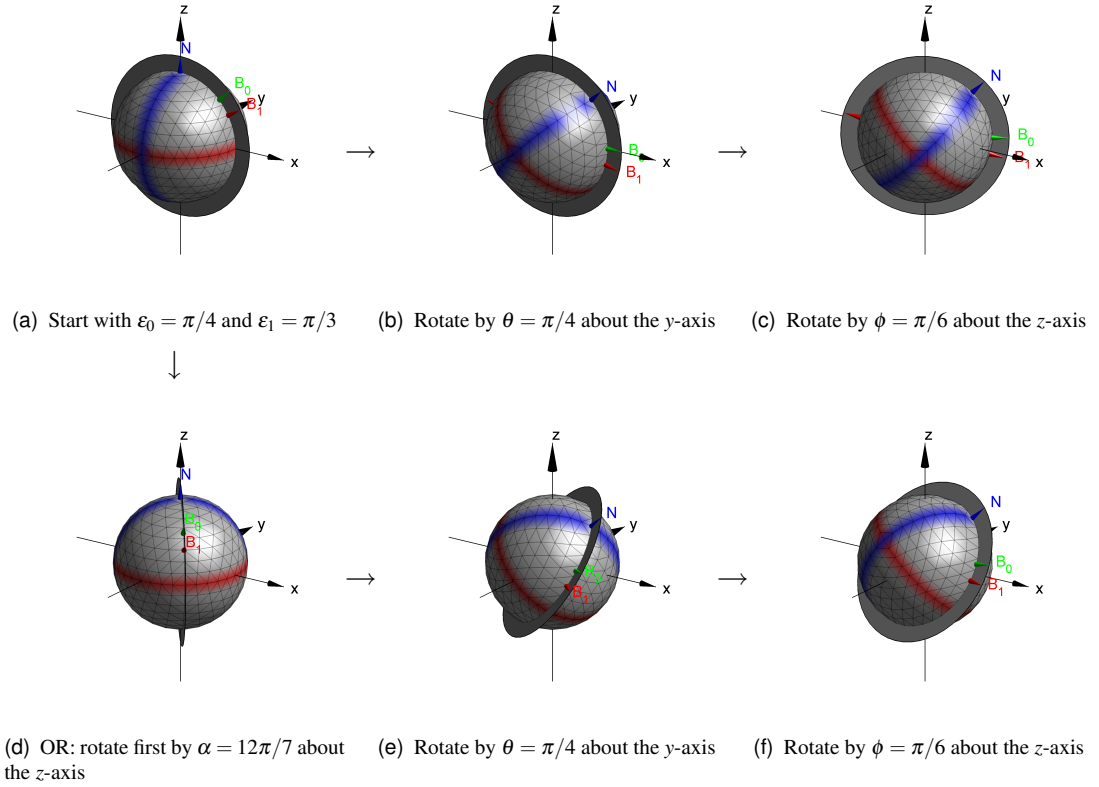 z
N
B0
y
B1
x
→
z
N
y
B0
B1
x
→
z
N
y
B0
B1
x
(a) Start with ε0 = π/4 and ε1 = π/3
(b) Rotate by θ = π/4 about the y-axis
(c) Rotate by ϕ = π/6 about the z-axis
↓
z
N
B0
y
B1
x
→
z
N
y
B0
B1
x
→
z
N
y
B0
B1
x
(d) OR: rotate first by α = 12π/7 about
the z-axis
(e) Rotate by θ = π/4 about the y-axis
(f) Rotate by ϕ = π/6 about the z-axis